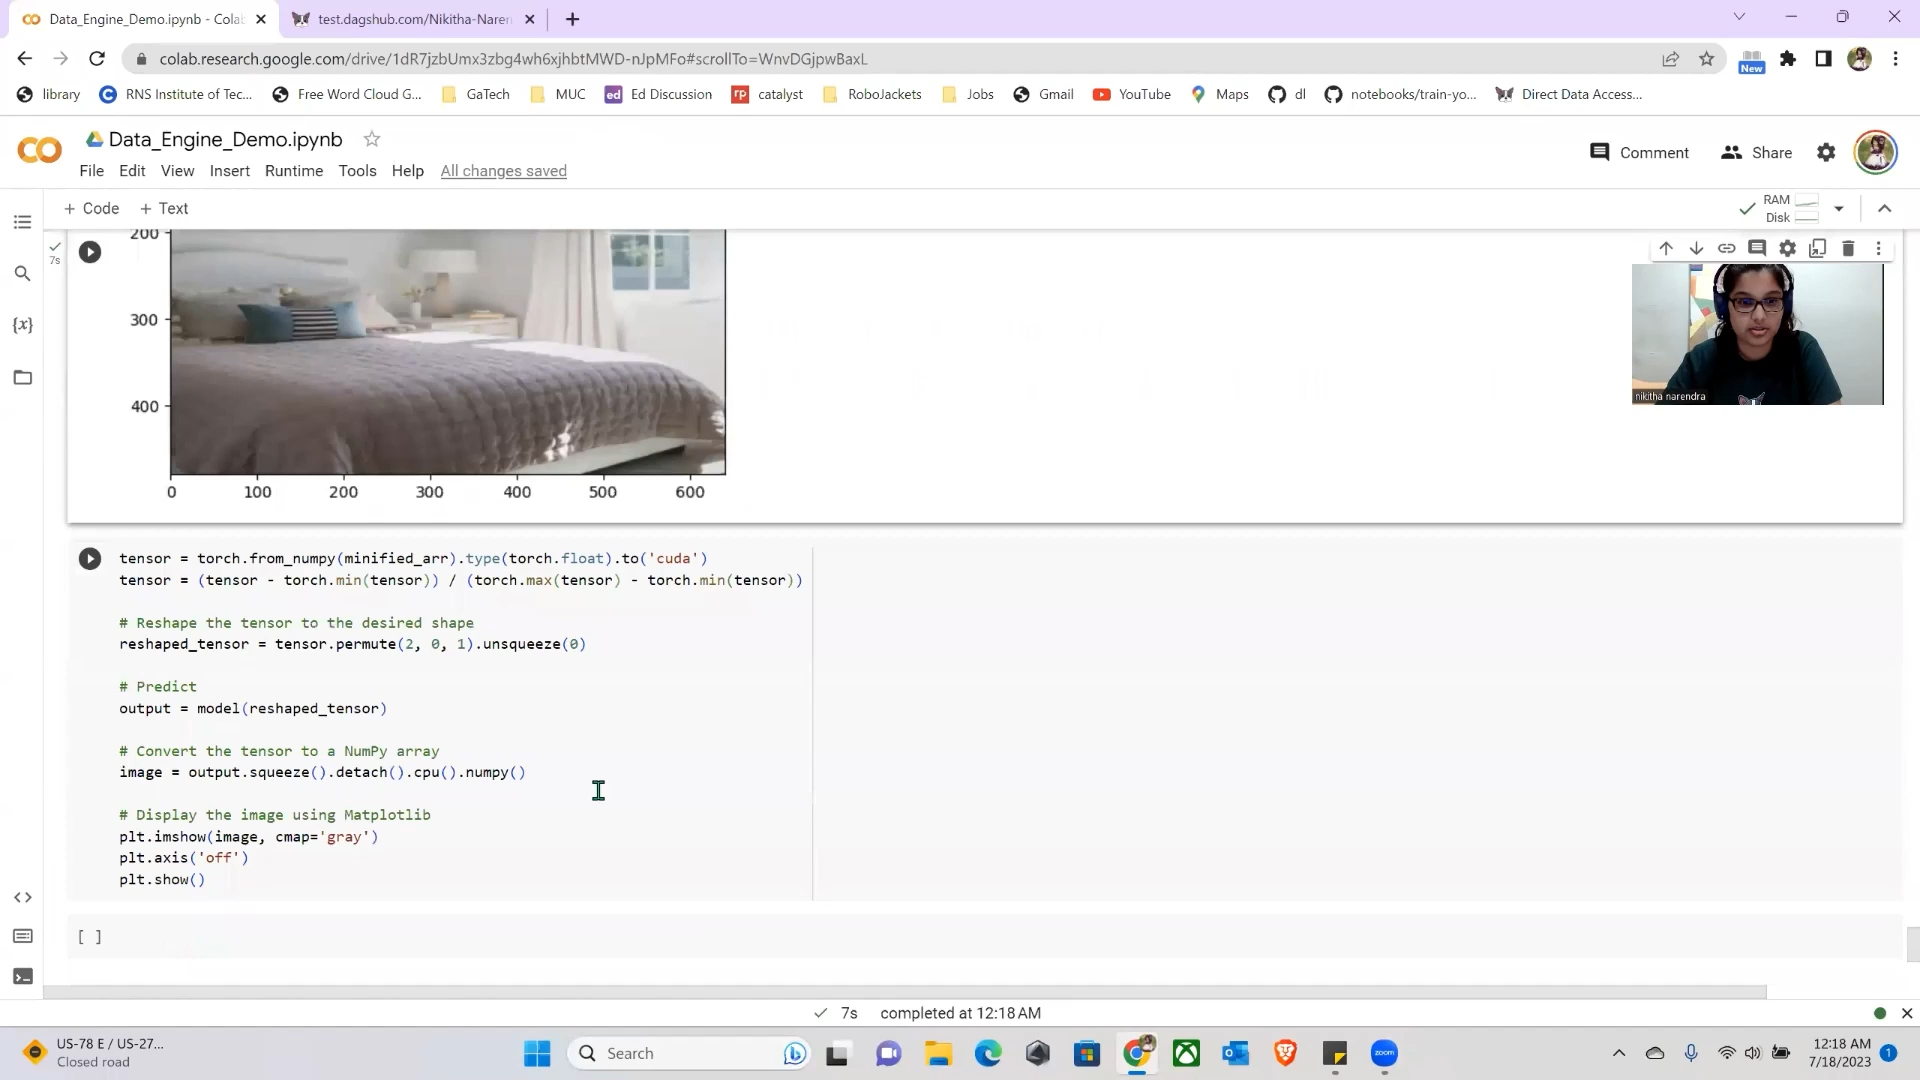 Data_Engine_Demo.ipynb - Cola
test.dagshub.com/Nikitha-Naren
colab.research.google.com/drive/1dR7jzbUmx3zbg4wh6xjhbtMWD-nJpMFo#scrollTo=WnvDGjpwBaxL
New
library
RNS Institute of Tec...
Free Word Cloud G...
GaTech
MUC
ed Ed Discussion
rp catalyst
RoboJackets
Jobs
Gmail
YouTube
Maps
dl
notebooks/train-yo...
Direct Data Access...
CO
Data_Engine_Demo.ipynb
Comment
Share
File Edit View Insert Runtime Tools Help All changes saved
+ Code + Text
RAM
Disk
7s
200
300
400
0 100 200 300 400 500 600
nikitha narendra
{x}
tensor = torch.from_numpy(minified_arr).type(torch.float).to('cuda')
tensor = (tensor - torch.min(tensor)) / (torch.max(tensor) - torch.min(tensor))
# Reshape the tensor to the desired shape
reshaped_tensor = tensor.permute(2, 0, 1).unsqueeze(0)
# Predict
output = model(reshaped_tensor)
# Convert the tensor to a NumPy array
image = output.squeeze().detach().cpu().numpy()
# Display the image using Matplotlib
plt.imshow(image, cmap='gray')
plt.axis('off')
plt.show()
[ ]
7s completed at 12:18 AM
US-78 E / US-27...
Closed road
Search
zoom
12:18 AM
7/18/2023
1